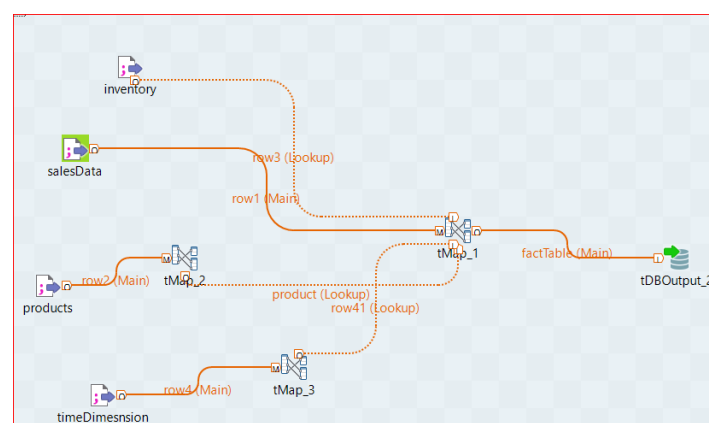 inventory
row3 (Lookup)
salesData
row1 (Main)
tMap_1
factTable (Main)
tDBOutput_2
row2 (Main)
tMap_2
product (Lookup)
products
row41 (Lookup)
row4 (Main)
tMap_3
timeDimesnsion